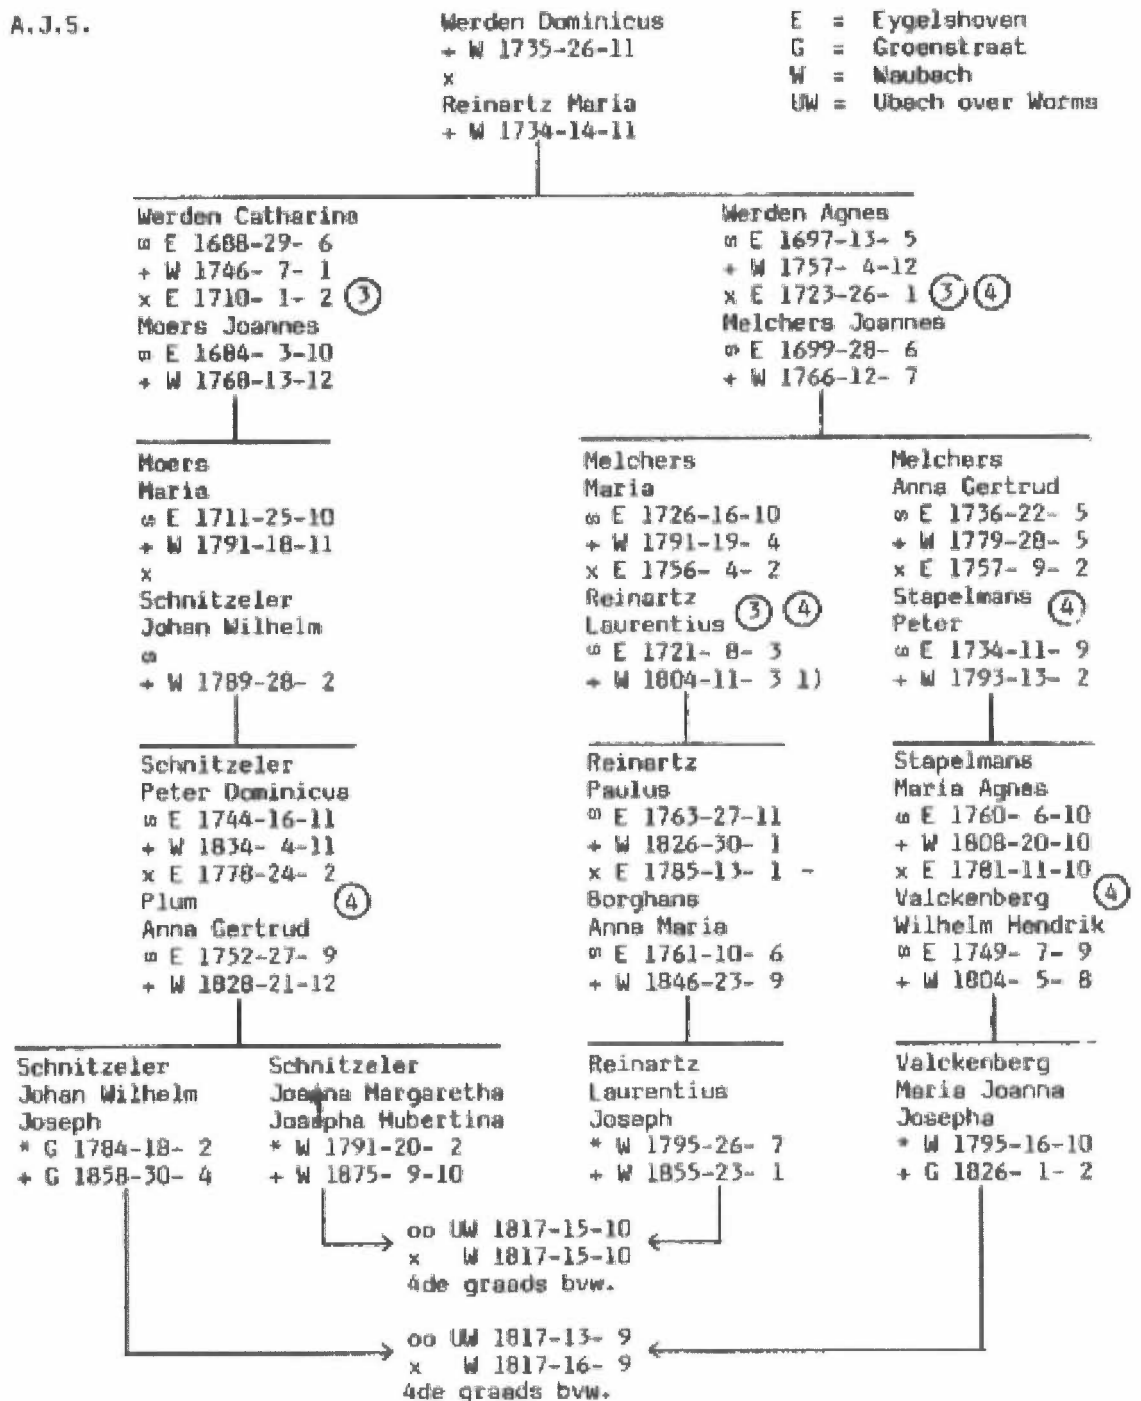 A.J.S.
Werden Dominicus
+ W 1735-26-11
x
Reinartz Maria
+ W 1734-14-11
E = Eygelshoven
G = Groenstraat
W = Waubach
UW = Ubach over Worms
Werden Catharina
∞ E 1688-29- 6
+ W 1746- 7- 1
x E 1710- 1- 2 (3)
Moers Joannes
∞ E 1684- 3-10
+ W 1768-13-12
Werden Agnes
∞ E 1697-13- 5
+ W 1757- 4-12
x E 1723-26- 1 (3) (4)
Melchers Joannes
∞ E 1699-28- 6
+ W 1766-12- 7
Moers
Maria
∞ E 1711-25-10
+ W 1791-18-11
x
Schnitzeler
Johan Wilhelm
∞
+ W 1789-28- 2
Melchers
Maria
∞ E 1726-16-10
+ W 1791-19- 4
x E 1756- 4- 2
Reinartz
Laurentius (3) (4)
∞ E 1721- 8- 3
+ W 1804-11- 3 1)
Melchers
Anna Gertrud
∞ E 1736-22- 5
+ W 1779-28- 5
x E 1757- 9- 2
Stapelmans (4)
Peter
∞ E 1734-11- 9
+ W 1793-13- 2
Schnitzeler
Peter Dominicus
∞ E 1744-16-11
+ W 1834- 4-11
x E 1778-24- 2
Plum (4)
Anna Gertrud
∞ E 1752-27- 9
+ W 1828-21-12
Reinartz
Paulus
∞ E 1763-27-11
+ W 1826-30- 1
x E 1785-13- 1 -
Borghans
Anna Maria
∞ E 1761-10- 6
+ W 1846-23- 9
Stapelmans
Maria Agnes
∞ E 1760- 6-10
+ W 1808-20-10
x E 1781-11-10
Valckenberg (4)
Wilhelm Hendrik
∞ E 1749- 7- 9
+ W 1804- 5- 8
Schnitzeler
Johan Wilhelm
Joseph
* G 1784-18- 2
+ G 1858-30- 4
Schnitzeler
Joanna Margaretha
Josepha Hubertina
* W 1791-20- 2
+ W 1875- 9-10
Reinartz
Laurentius
Joseph
* W 1795-26- 7
+ W 1855-23- 1
Valckenberg
Maria Joanna
Josepha
* W 1795-16-10
+ G 1826- 1- 2
oo UW 1817-15-10
x W 1817-15-10
4de graads bvw.
oo UW 1817-13- 9
x W 1817-16- 9
4de graads bvw.